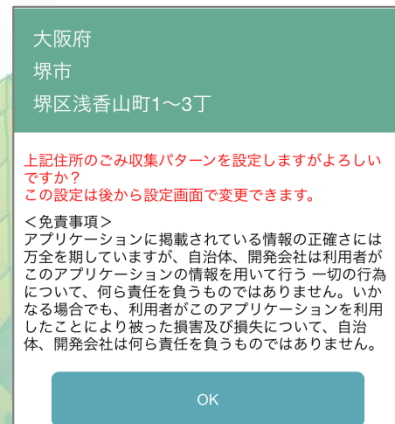 大阪府
堺市
堺区浅香山町1〜3丁
上記住所のごみ収集パターンを設定しますがよろしい
ですか？
この設定は後から設定画面で変更できます。
＜免責事項＞
アプリケーションに掲載されている情報の正確さには
万全を期していますが、自治体、開発会社は利用者が
このアプリケーションの情報を用いて行う 一切の行為
について、何ら責任を負うものではありません。いか
なる場合でも、利用者がこのアプリケーションを利用
したことにより被った損害及び損失について、自治
体、開発会社は何ら責任を負うものではありません。
OK